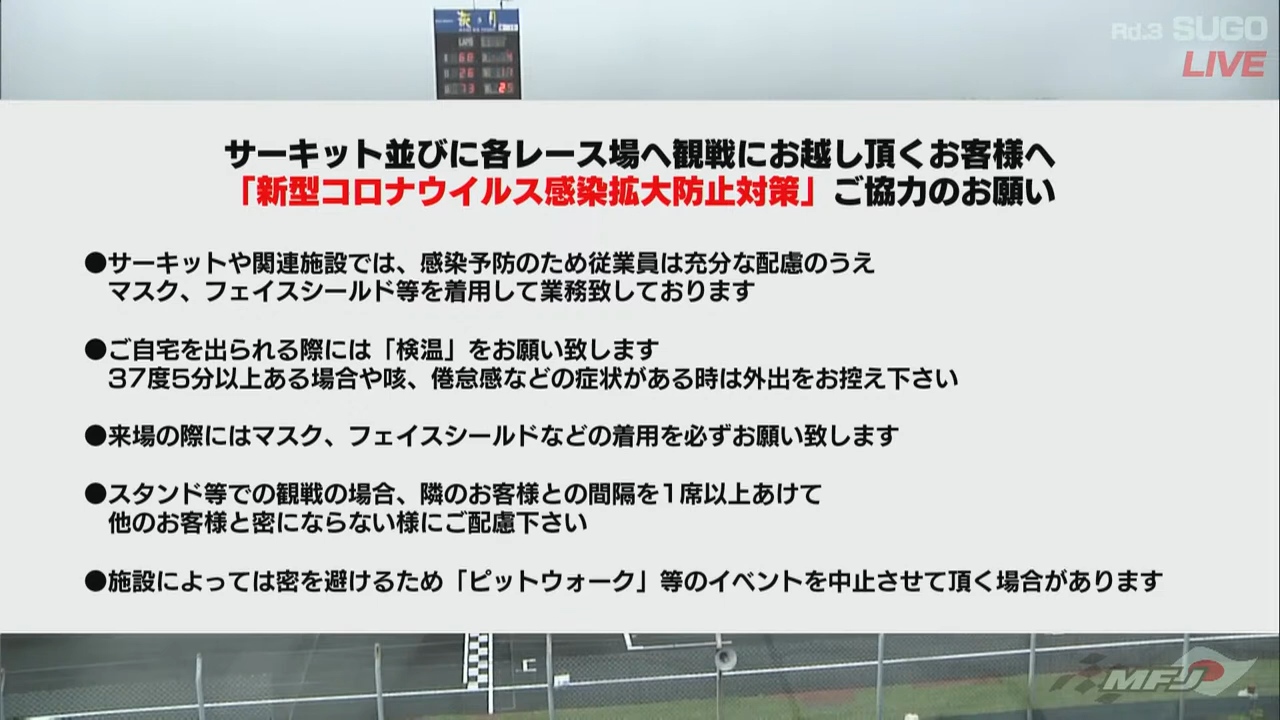 Rd.3 SUGO
LIVE
サーキット並びに各レース場へ観戦にお越し頂くお客様へ
「新型コロナウイルス感染拡大防止対策」ご協力のお願い
●サーキットや関連施設では、感染予防のため従業員は充分な配慮のうえ
マスク、フェイスシールド等を着用して業務致しております
●ご自宅を出られる際には「検温」をお願い致します
37度5分以上ある場合や咳、倦怠感などの症状がある時は外出をお控え下さい
●来場の際にはマスク、フェイスシールドなどの着用を必ずお願い致します
●スタンド等での観戦の場合、隣のお客様との間隔を1席以上あけて
他のお客様と密にならない様にご配慮下さい
●施設によっては密を避けるため「ピットウォーク」等のイベントを中止させて頂く場合があります
MFJ